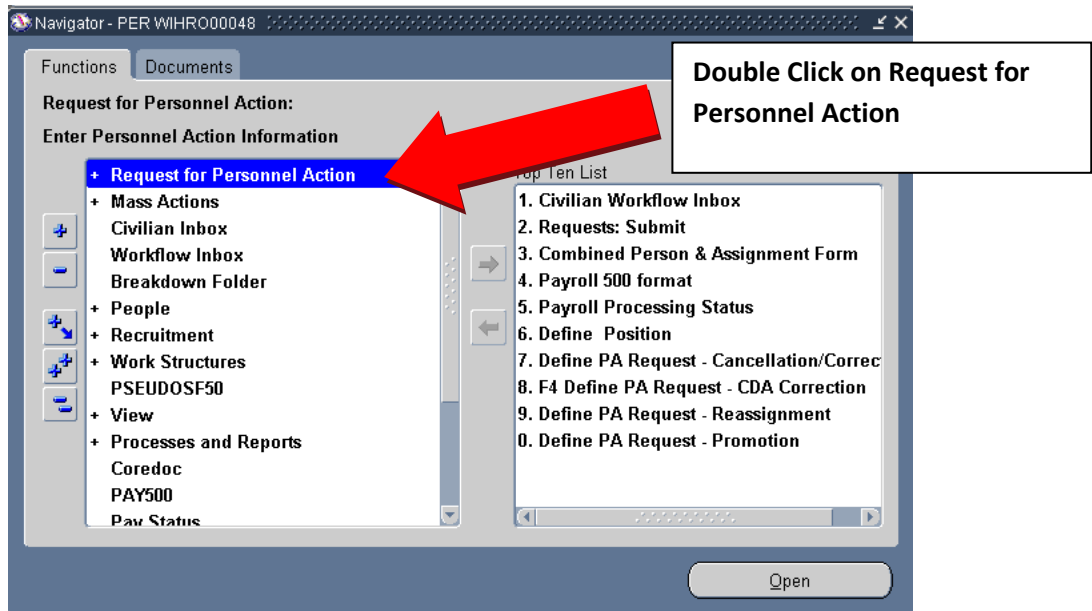 Navigator - PER WIHRO00048
Functions Documents
Double Click on Request for
Personnel Action
Request for Personnel Action:
Enter Personnel Action Information
+ Request for Personnel Action
+ Mass Actions
Civilian Inbox
Workflow Inbox
Breakdown Folder
+ People
+ Recruitment
+ Work Structures
PSEUDOSF50
+ View
+ Processes and Reports
Coredoc
PAY500
Pay Status
Top Ten List
1. Civilian Workflow Inbox
2. Requests: Submit
3. Combined Person & Assignment Form
4. Payroll 500 format
5. Payroll Processing Status
6. Define Position
7. Define PA Request - Cancellation/Correc
8. F4 Define PA Request - CDA Correction
9. Define PA Request - Reassignment
0. Define PA Request - Promotion
Open